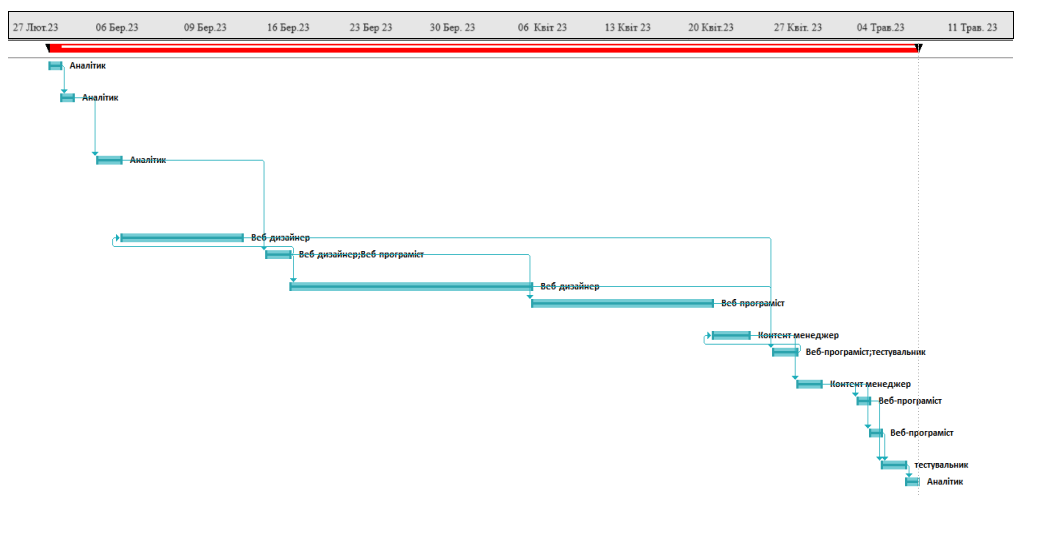 27 Лют.23 06 Бер.23 09 Бер.23 16 Бер.23 23 Бер 23 30 Бер. 23 06 Квіт 23 13 Квіт 23 20 Квіт.23 27 Квіт. 23 04 Трав.23 11 Трав. 23
Аналітик
Аналітик
Аналітик
Веб дизайнер
Веб дизайнер;Веб програміст
Веб дизайнер
Веб програміст
Контент менеджер
Веб-програміст;тестувальник
Контент менеджер
Веб-програміст
Веб-програміст
тестувальник
Аналітик